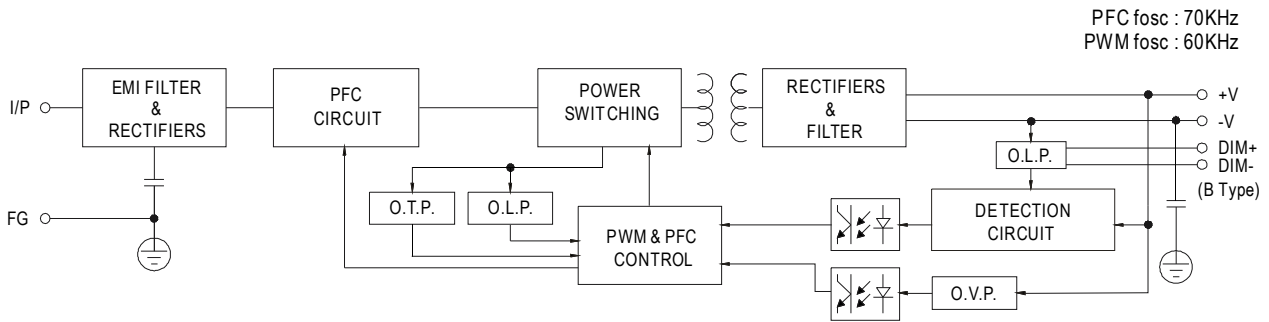 PFC fosc : 70KHz
PWM fosc : 60KHz
I/P
EMI FILTER
&
RECTIFIERS
PFC
CIRCUIT
POWER
SWITCHING
RECTIFIERS
&
FILTER
+V
-V
DIM+
DIM-
(B Type)
O.L.P.
FG
O.T.P.
O.L.P.
PWM & PFC
CONTROL
DETECTION
CIRCUIT
O.V.P.